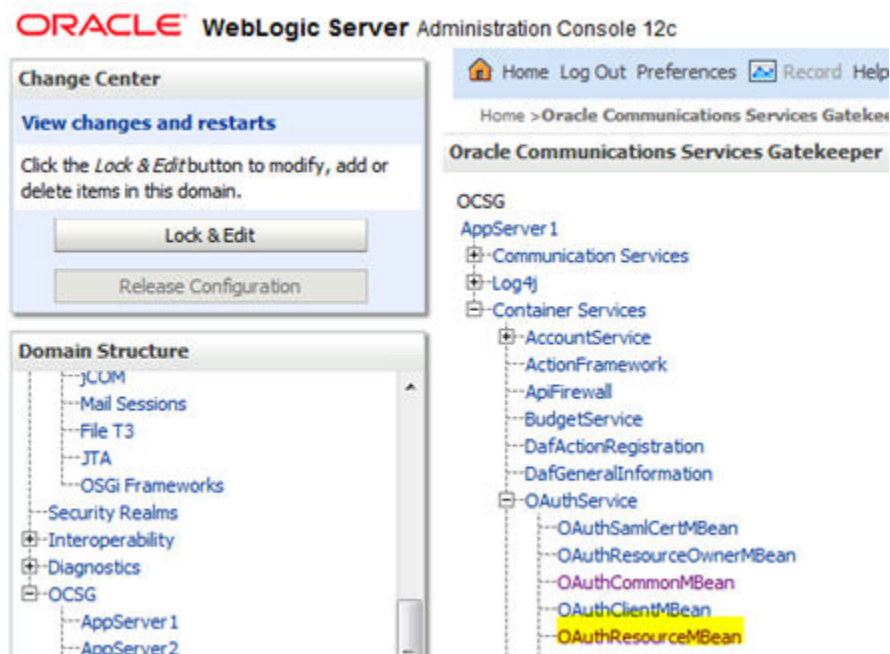 ORACLE WebLogic Server Administration Console 12c
Change Center
View changes and restarts
Click the Lock & Edit button to modify, add or
delete items in this domain.
Lock & Edit
Release Configuration
Domain Structure
jCOM
Mail Sessions
File T3
JTA
OSGi Frameworks
Security Realms
Interoperability
Diagnostics
OCSG
AppServer1
AppServer2
Home Log Out Preferences Record Help
Home >Oracle Communications Services Gatekee
Oracle Communications Services Gatekeeper
OCSG
AppServer1
Communication Services
Log4j
Container Services
AccountService
ActionFramework
ApiFirewall
BudgetService
DafActionRegistration
DafGeneralInformation
OAuthService
OAuthSamlCertMBean
OAuthResourceOwnerMBean
OAuthCommonMBean
OAuthClientMBean
OAuthResourceMBean